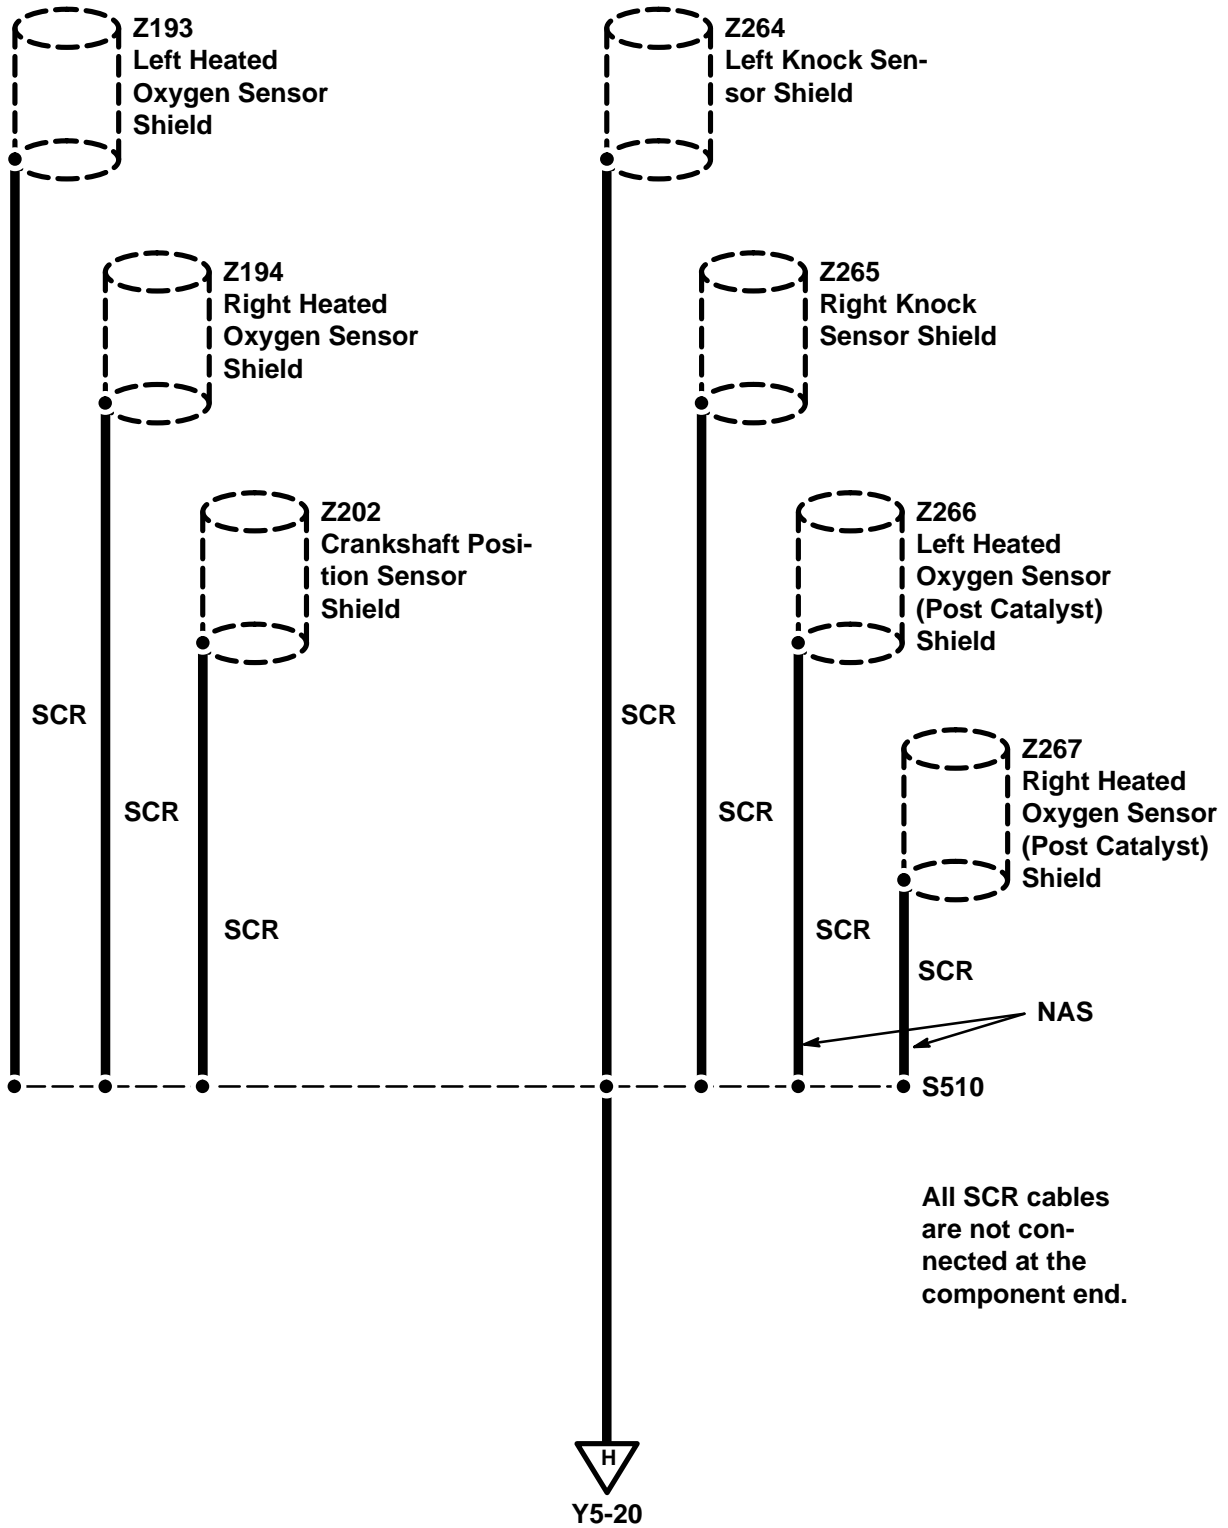 Z193
Left Heated
Oxygen Sensor
Shield
Z264
Left Knock Sen-
sor Shield
Z194
Right Heated
Oxygen Sensor
Shield
Z265
Right Knock
Sensor Shield
Z202
Crankshaft Posi-
tion Sensor
Shield
Z266
Left Heated
Oxygen Sensor
(Post Catalyst)
Shield
SCR
SCR
Z267
Right Heated
Oxygen Sensor
(Post Catalyst)
Shield
SCR
SCR
SCR
SCR
SCR
NAS
S510
All SCR cables
are not con-
nected at the
component end.
H
Y5-20